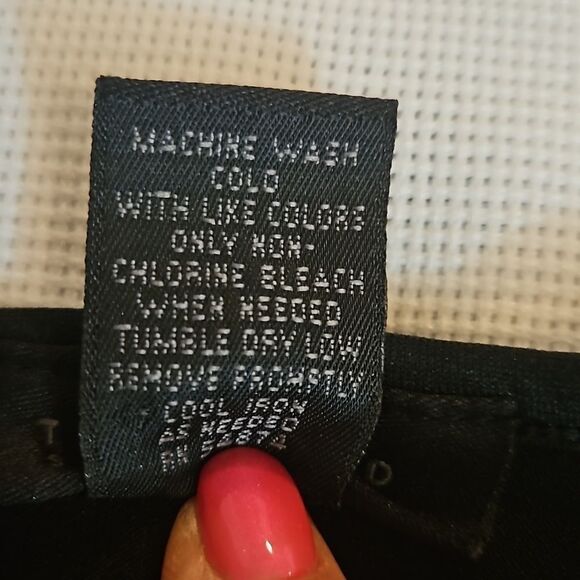 MACHINE WASH
COLD
WITH LIKE COLORS
ONLY NON-
CHLORINE BLEACH
WHEN NEEDED
TUMBLE DRY LOW
REMOVE PROMPTLY
COOL IRON
AS NEEDED
RN
D